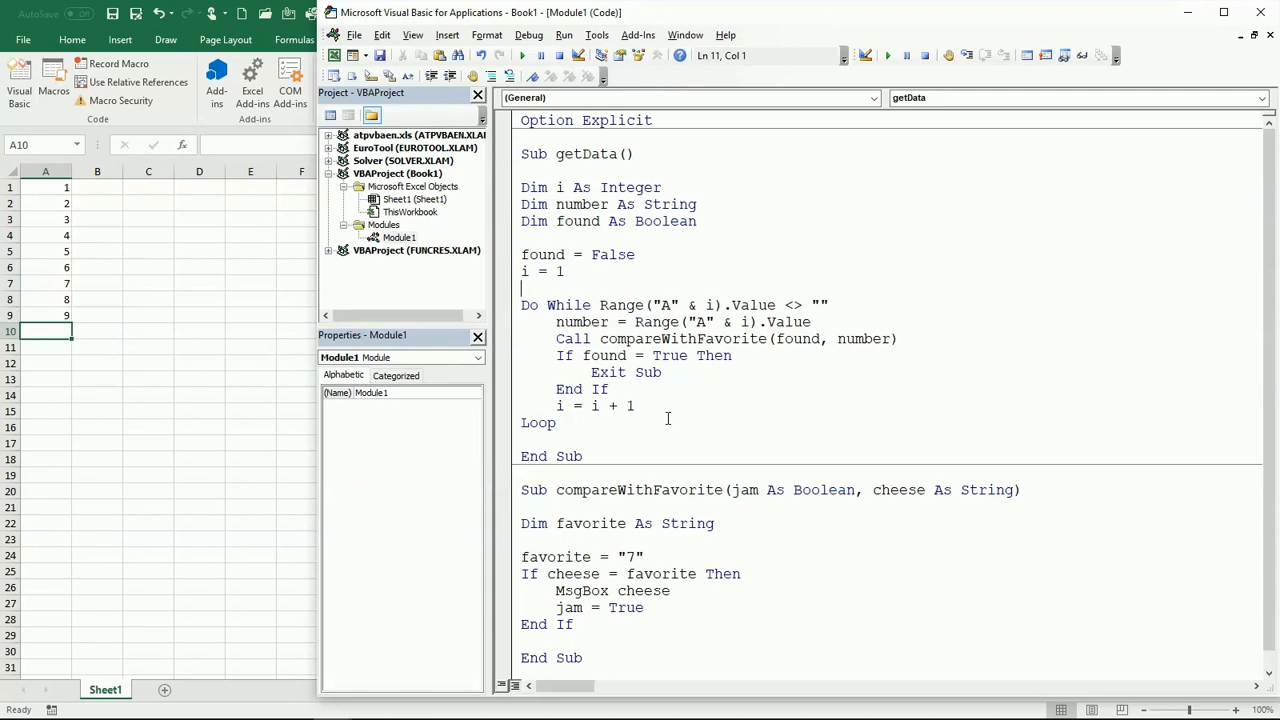 AutoSave Off
File Home Insert Draw Page Layout Formulas
Visual Basic
Macros
Record Macro
Use Relative References
Macro Security
Add-ins
Excel Add-ins
COM Add-ins
Code
Add-ins
A10
fx
A B C D E F
1 1
2 2
3 3
4 4
5 5
6 6
7 7
8 8
9 9
10
11
12
13
14
15
16
17
18
19
20
21
22
23
24
25
26
27
28
29
30
31
Sheet1
Ready
100%
Microsoft Visual Basic for Applications - Book1 - [Module1 (Code)]
File Edit View Insert Format Debug Run Tools Add-Ins Window Help
Ln 11, Col 1
Project - VBAProject
atpvbaen.xls (ATPVBAEN.XLAM
EuroTool (EUROTOOL.XLAM)
Solver (SOLVER.XLAM)
VBAProject (Book1)
Microsoft Excel Objects
Sheet1 (Sheet1)
ThisWorkbook
Modules
Module1
VBAProject (FUNCRES.XLAM)
Properties - Module1
Module1 Module
Alphabetic Categorized
(Name) Module1
(General) getData
Option Explicit
Sub getData()
Dim i As Integer
Dim number As String
Dim found As Boolean
found = False
i = 1
Do While Range("A" & i).Value <> ""
number = Range("A" & i).Value
Call compareWithFavorite(found, number)
If found = True Then
Exit Sub
End If
i = i + 1
Loop
End Sub
Sub compareWithFavorite(jam As Boolean, cheese As String)
Dim favorite As String
favorite = "7"
If cheese = favorite Then
MsgBox cheese
jam = True
End If
End Sub